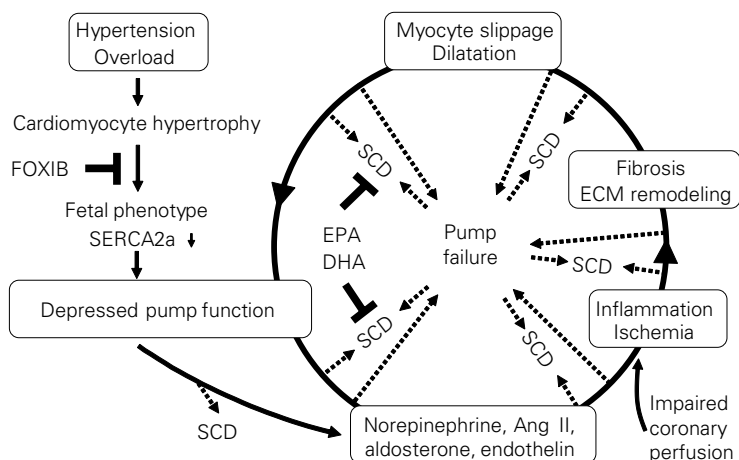 Hypertension
Overload
Cardiomyocyte hypertrophy
FOXIB
Fetal phenotype
SERCA2a
Depressed pump function
SCD
Myocyte slippage
Dilatation
SCD
SCD
Fibrosis
ECM remodeling
EPA
DHA
Pump
failure
SCD
SCD
SCD
Inflammation
Ischemia
Norepinephrine, Ang II,
aldosterone, endothelin
Impaired
coronary
perfusion